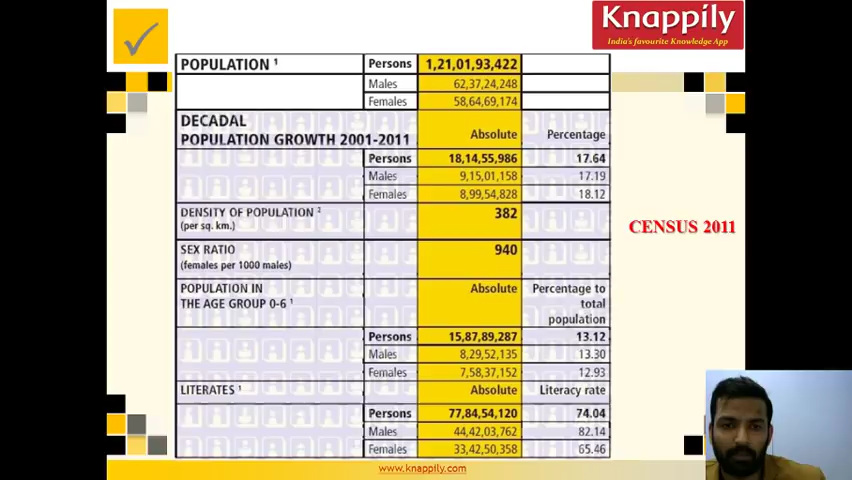 Knappily
India's favourite Knowledge App
POPULATION 1 Persons 1,21,01,93,422
Males 62,37,24,248
Females 58,64,69,174
DECADAL
POPULATION GROWTH 2001-2011 Absolute Percentage
Persons 18,14,55,986 17.64
Males 9,15,01,158 17.19
Females 8,99,54,828 18.12
DENSITY OF POPULATION 2 382
(per sq. km.)
CENSUS 2011
SEX RATIO 940
(females per 1000 males)
POPULATION IN Absolute Percentage to
THE AGE GROUP 0-6 1 total
population
Persons 15,87,89,287 13.12
Males 8,29,52,135 13.30
Females 7,58,37,152 12.93
LITERATES 1 Absolute Literacy rate
Persons 77,84,54,120 74.04
Males 44,42,03,762 82.14
Females 33,42,50,358 65.46
www.knappily.com